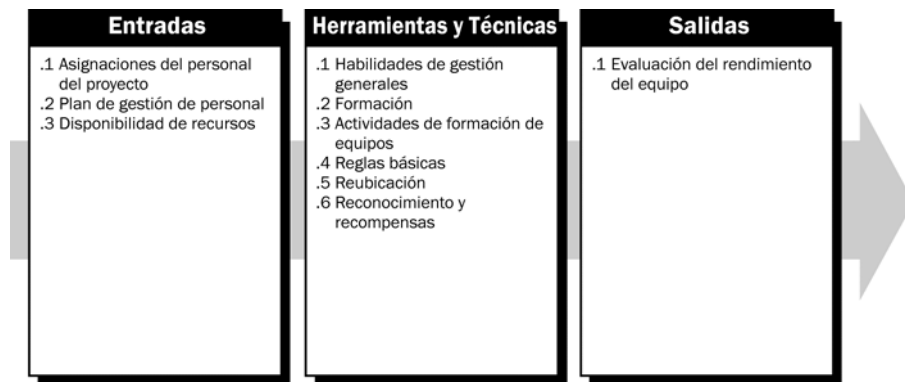 Entradas
.1 Asignaciones del personal
del proyecto
.2 Plan de gestión de personal
.3 Disponibilidad de recursos
Herramientas y Técnicas
.1 Habilidades de gestión
generales
.2 Formación
.3 Actividades de formación de
equipos
.4 Reglas básicas
.5 Reubicación
.6 Reconocimiento y
recompensas
Salidas
.1 Evaluación del rendimiento
del equipo